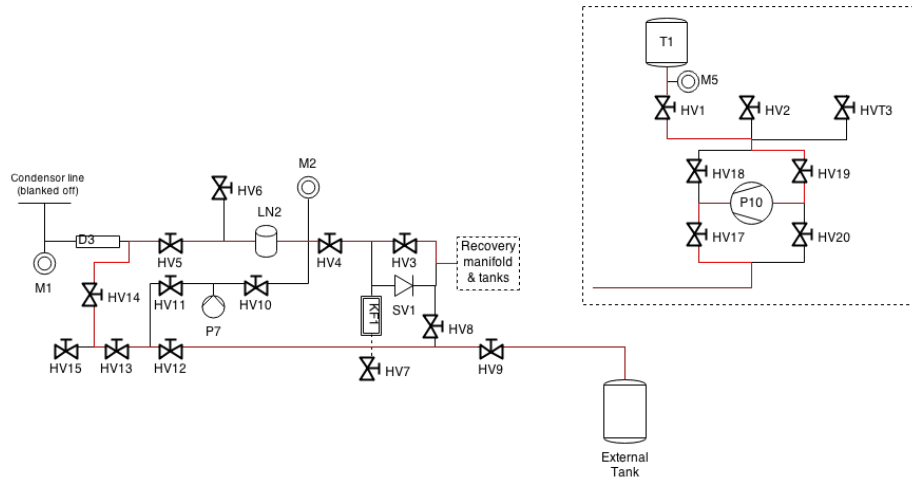 T1
M5
HV1
HV2
HVT3
M2
Condensor line
(blanked off)
HV6
HV18
HV19
P10
LN2
D3
HV17
HV20
HV5
HV4
HV3
Recovery
manifold
& tanks
M1
HV14
HV11
HV10
SV1
KF1
P7
HV8
HV15
HV13
HV12
HV7
HV9
External
Tank